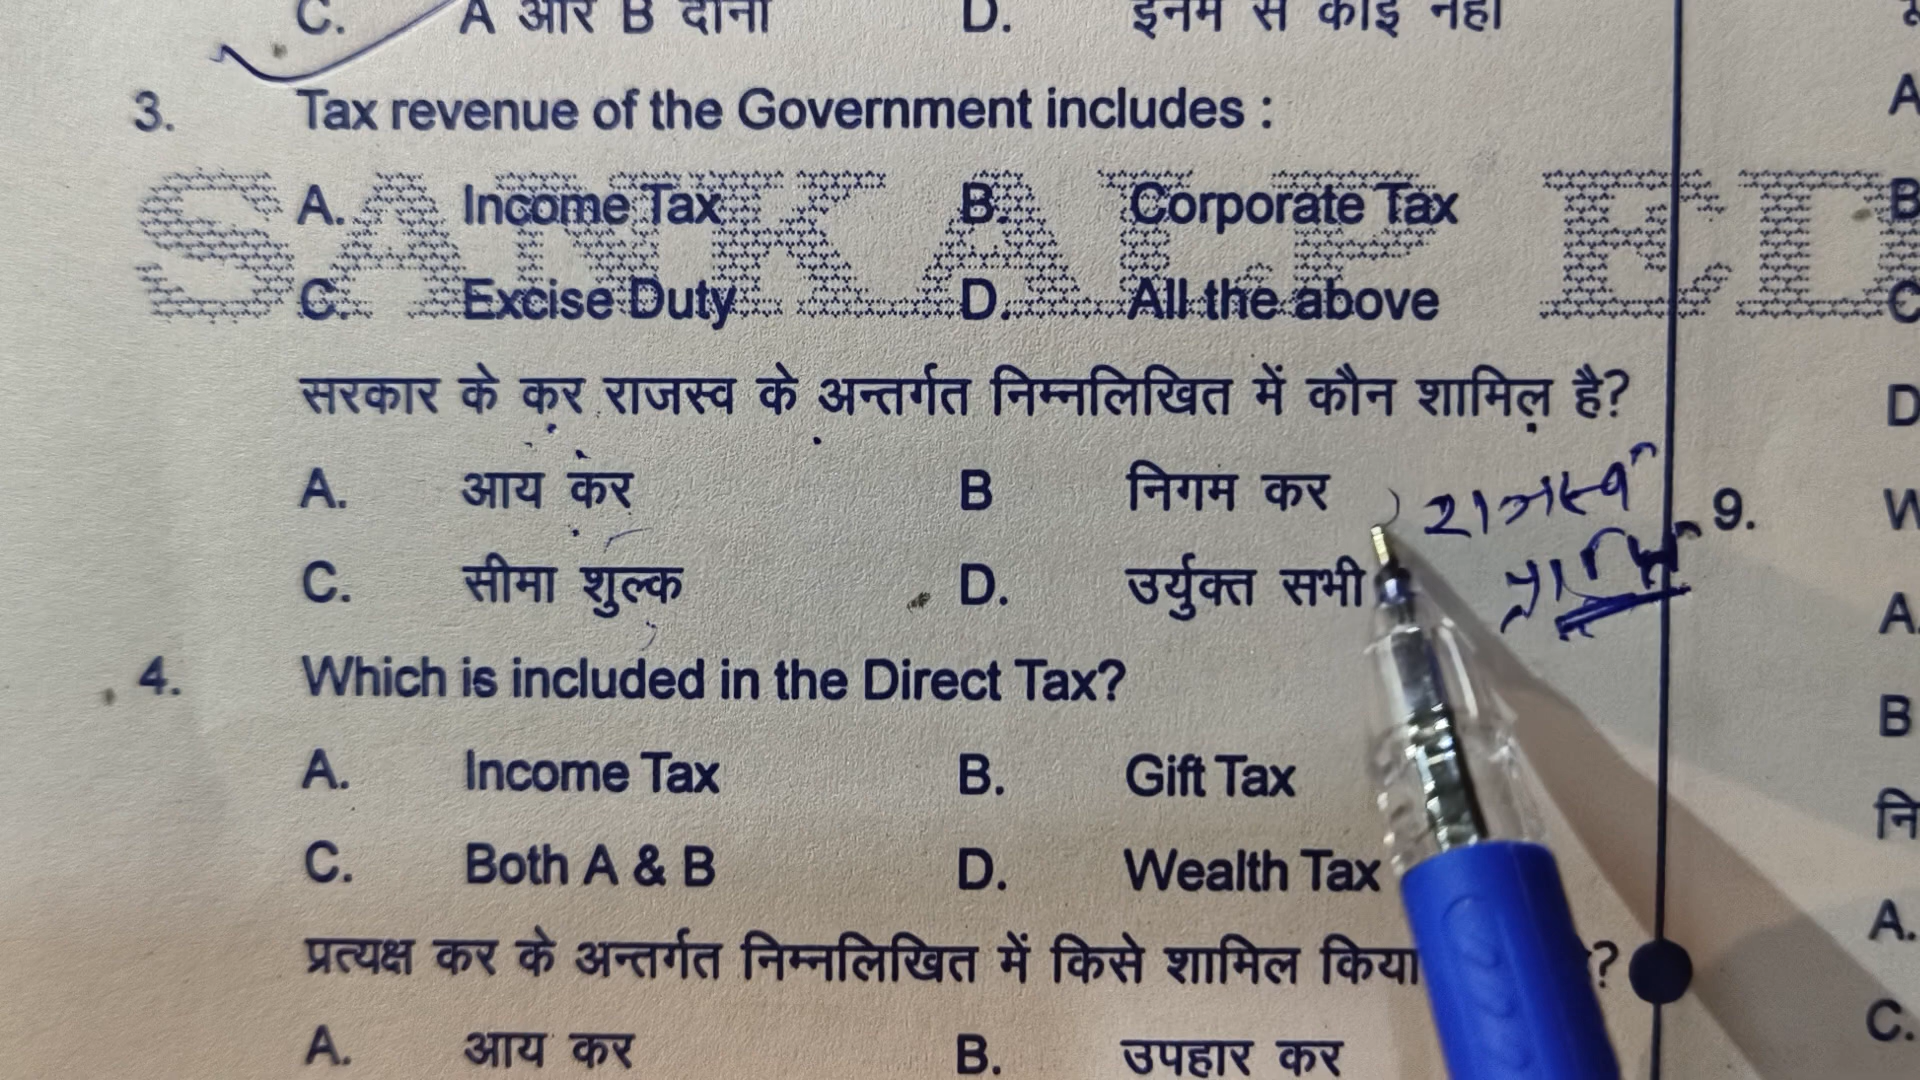 C. A और B दोनों D. इनमें से कोई नहीं
3. Tax revenue of the Government includes :
SANKALP ED
A. Income Tax B. Corporate Tax
C. Excise Duty D. All the above
सरकार के कर राजस्व के अन्तर्गत निम्नलिखित में कौन शामिल है?
A. आय कर B निगम कर
राजस्व
C. सीमा शुल्क D. उर्युक्त सभी
4. Which is included in the Direct Tax?
A. Income Tax B. Gift Tax
C. Both A & B D. Wealth Tax
प्रत्यक्ष कर के अन्तर्गत निम्नलिखित में किसे शामिल किया ?
A. आय कर B. उपहार कर
A
B
C
D
9. W
A.
B
नि
A.
C.